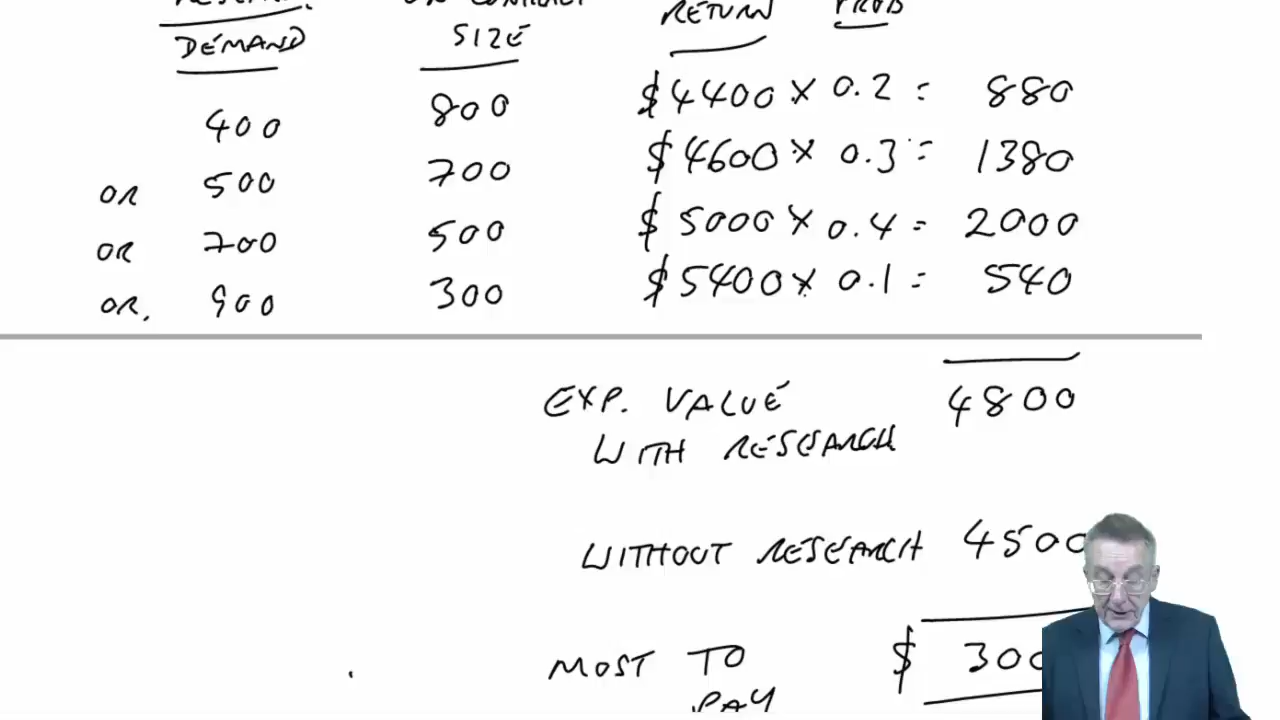 RETURN PROB
DEMAND SIZE
400 800 $4400 × 0.2 = 880
OR 500 700 $4600 × 0.3 = 1380
OR 700 500 $5000 × 0.4 = 2000
OR. 900 300 $5400 × 0.1 = 540
EXP. VALUE 4800
WITH RESEARCH
WITHOUT RESEARCH 4500
MOST TO $ 300
PAY